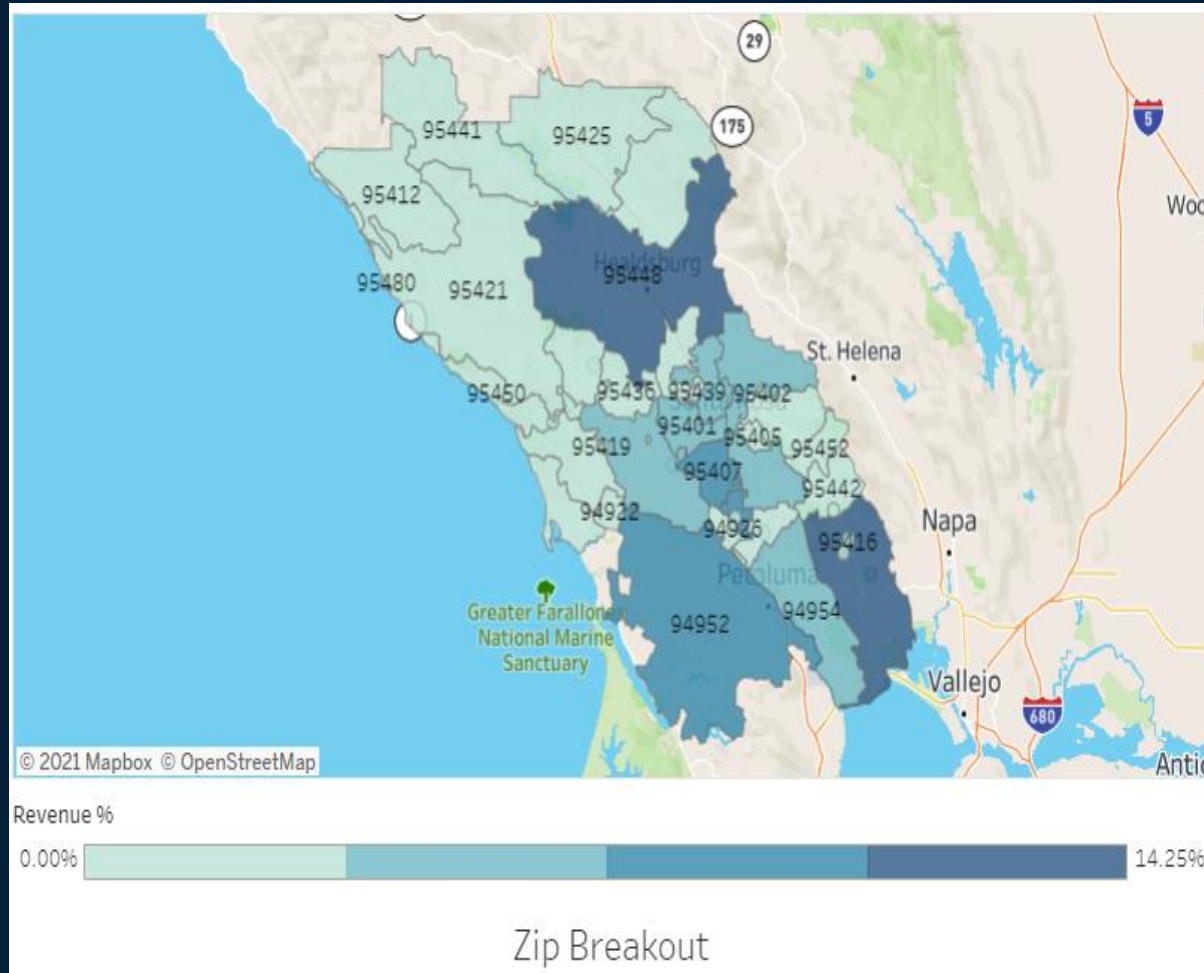 29
5
175
Woo
95441
95425
95412
Healdsburg
95448
95480
95421
St. Helena
95450
95436
95439
95402
95401
95405
95419
95452
95407
95442
94922
94926
95416
Napa
Petaluma
94954
94952
Greater Farallones
National Marine
Sanctuary
Vallejo
680
© 2021 Mapbox © OpenStreetMap
Antio
Revenue %
0.00%
14.25%
Zip Breakout